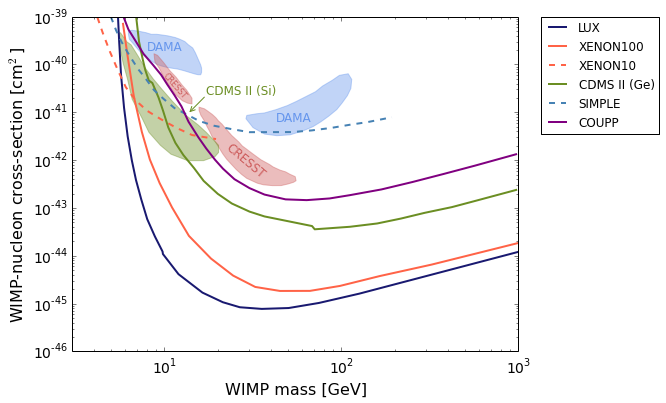 10^-39
10^-40
10^-41
10^-42
10^-43
10^-44
10^-45
10^-46
WIMP-nucleon cross-section [cm² ]
DAMA
CRESST
CDMS II (Si)
DAMA
CRESST
10^1
10^2
10^3
WIMP mass [GeV]
LUX
XENON100
XENON10
CDMS II (Ge)
SIMPLE
COUPP